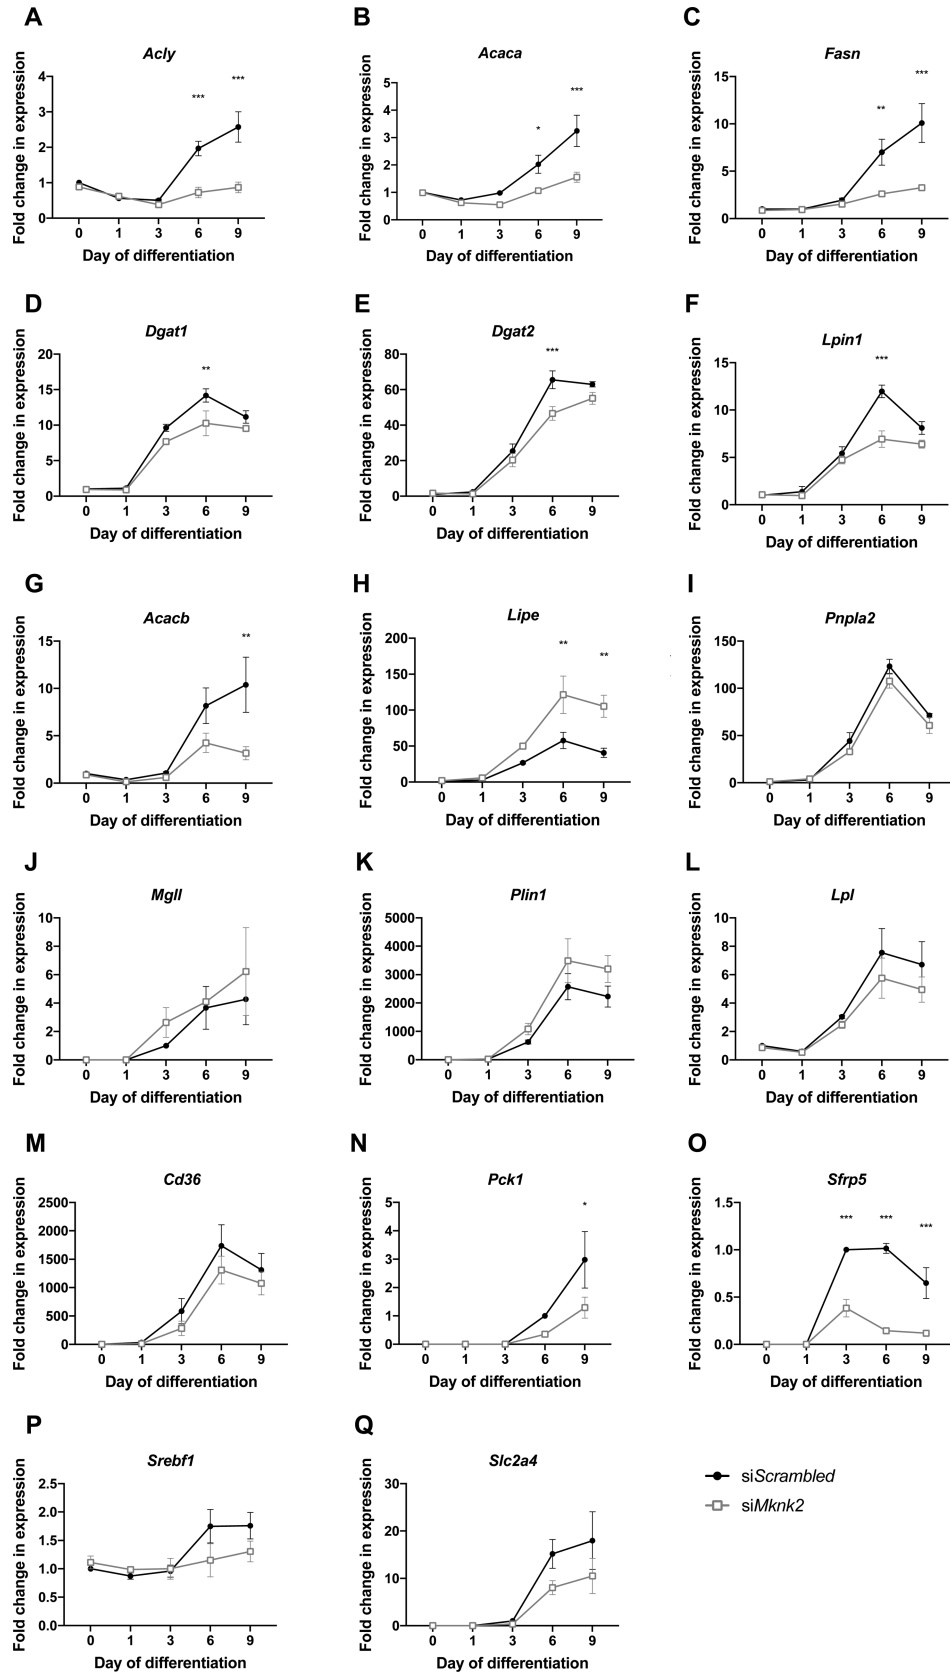 A
Acly
Fold change in expression
4
3
2
1
0
***
***
0 1 3 6 9
Day of differentiation
B
Acaca
Fold change in expression
5
4
3
2
1
0
*
***
0 1 3 6 9
Day of differentiation
C
Fasn
Fold change in expression
15
10
5
0
**
***
0 1 3 6 9
Day of differentiation
D
Dgat1
Fold change in expression
20
15
10
5
0
**
0 1 3 6 9
Day of differentiation
E
Dgat2
Fold change in expression
80
60
40
20
0
***
0 1 3 6 9
Day of differentiation
F
Lpin1
Fold change in expression
15
10
5
0
***
0 1 3 6 9
Day of differentiation
G
Acacb
Fold change in expression
15
10
5
0
**
0 1 3 6 9
Day of differentiation
H
Lipe
Fold change in expression
200
150
100
50
0
**
**
0 1 3 6 9
Day of differentiation
I
Pnpla2
Fold change in expression
150
100
50
0
0 1 3 6 9
Day of differentiation
J
Mgll
Fold change in expression
10
8
6
4
2
0
0 1 3 6 9
Day of differentiation
K
Plin1
Fold change in expression
5000
4000
3000
2000
1000
0
0 1 3 6 9
Day of differentiation
L
Lpl
Fold change in expression
10
8
6
4
2
0
0 1 3 6 9
Day of differentiation
M
Cd36
Fold change in expression
2500
2000
1500
1000
500
0
0 1 3 6 9
Day of differentiation
N
Pck1
Fold change in expression
5
4
3
2
1
0
*
0 1 3 6 9
Day of differentiation
O
Sfrp5
Fold change in expression
1.5
1.0
0.5
0.0
***
***
***
0 1 3 6 9
Day of differentiation
P
Srebf1
Fold change in expression
2.5
2.0
1.5
1.0
0.5
0.0
0 1 3 6 9
Day of differentiation
Q
Slc2a4
Fold change in expression
30
20
10
0
0 1 3 6 9
Day of differentiation
siScrambled
siMknk2